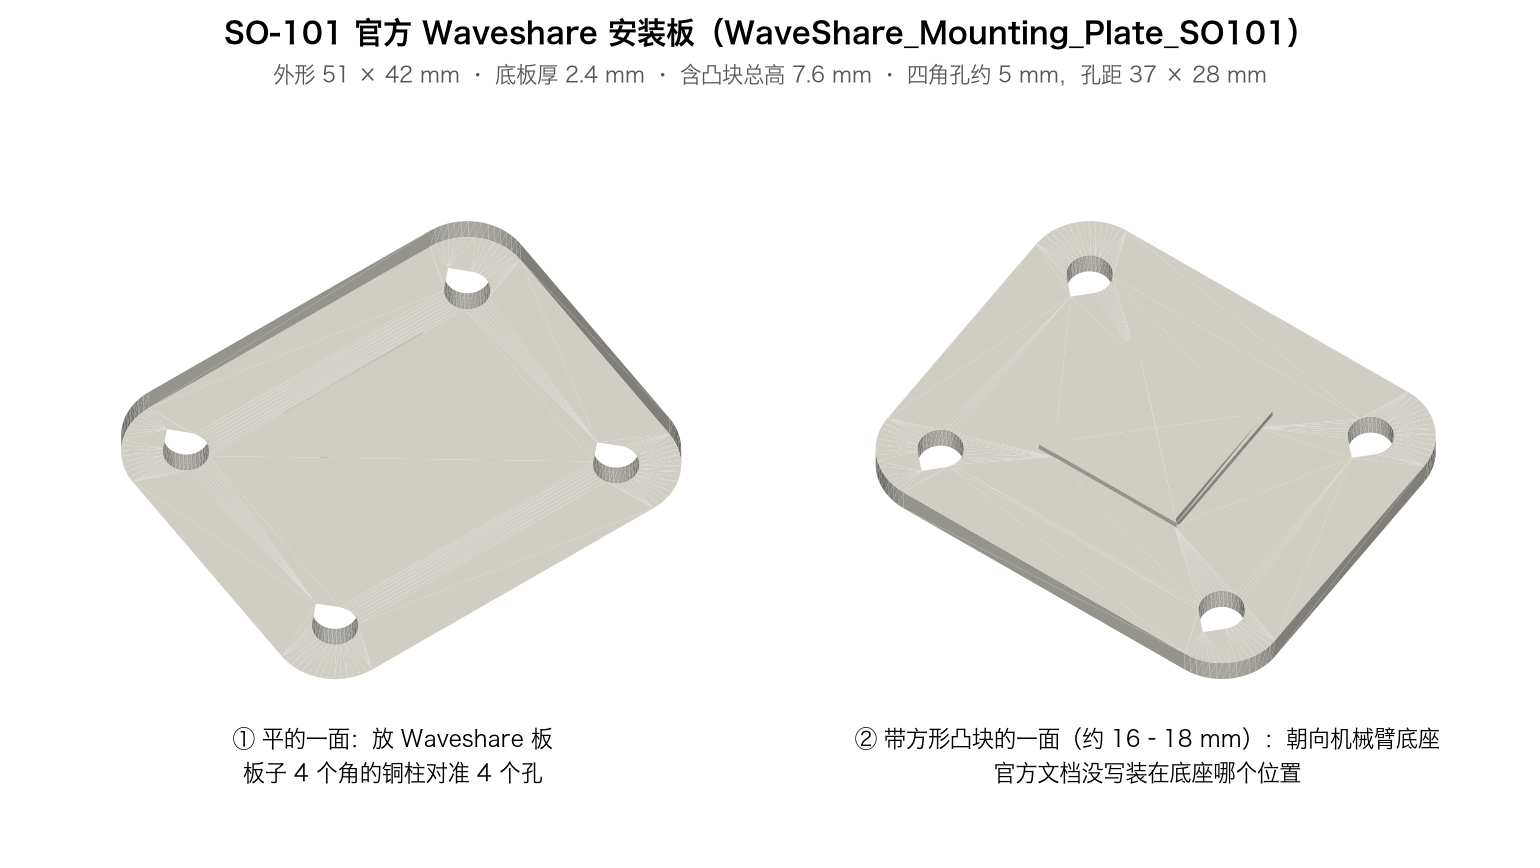 SO-101 官方 Waveshare 安装板（WaveShare_Mounting_Plate_SO101）
外形 51 × 42 mm · 底板厚 2.4 mm · 含凸块总高 7.6 mm · 四角孔约 5 mm，孔距 37 × 28 mm
① 平的一面：放 Waveshare 板
板子 4 个角的铜柱对准 4 个孔
② 带方形凸块的一面（约 16 - 18 mm）：朝向机械臂底座
官方文档没写装在底座哪个位置